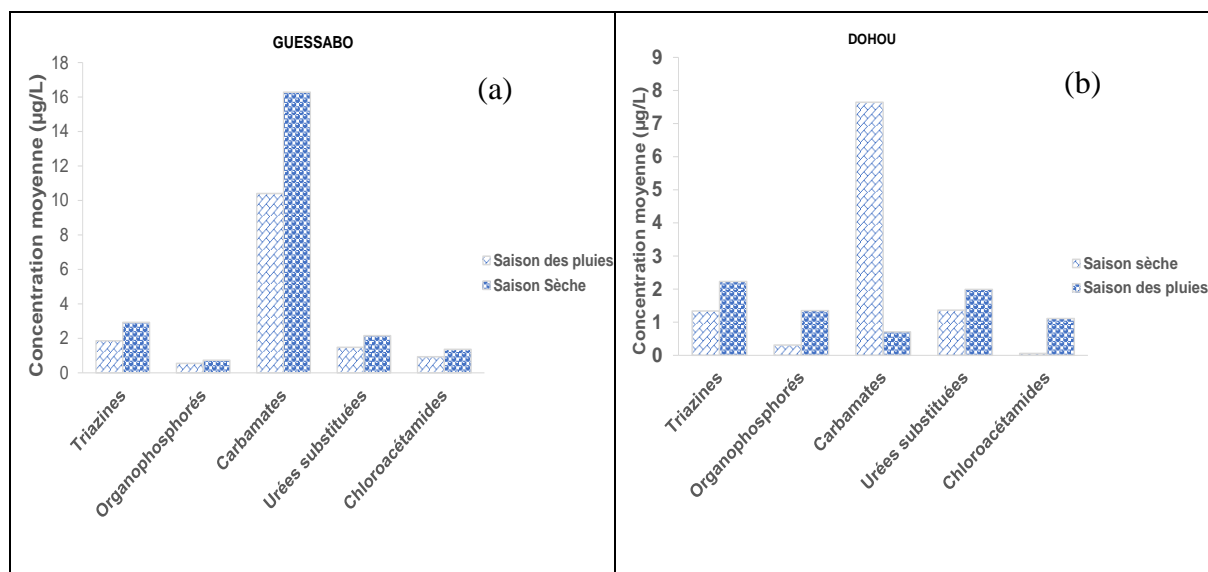 GUESSABO
(a)
Concentration moyenne (µg/L)
18
16
14
12
10
8
6
4
2
0
Saison des pluies
Saison Sèche
Triazines
Organophosphorés
Carbamates
Urées substituées
Chloroacétamides
DOHOU
(b)
Concentration moyenne (µg/L)
9
8
7
6
5
4
3
2
1
0
Saison sèche
Saison des pluies
Triazines
Organophosphorés
Carbamates
Urées substituées
Chloroacétamides